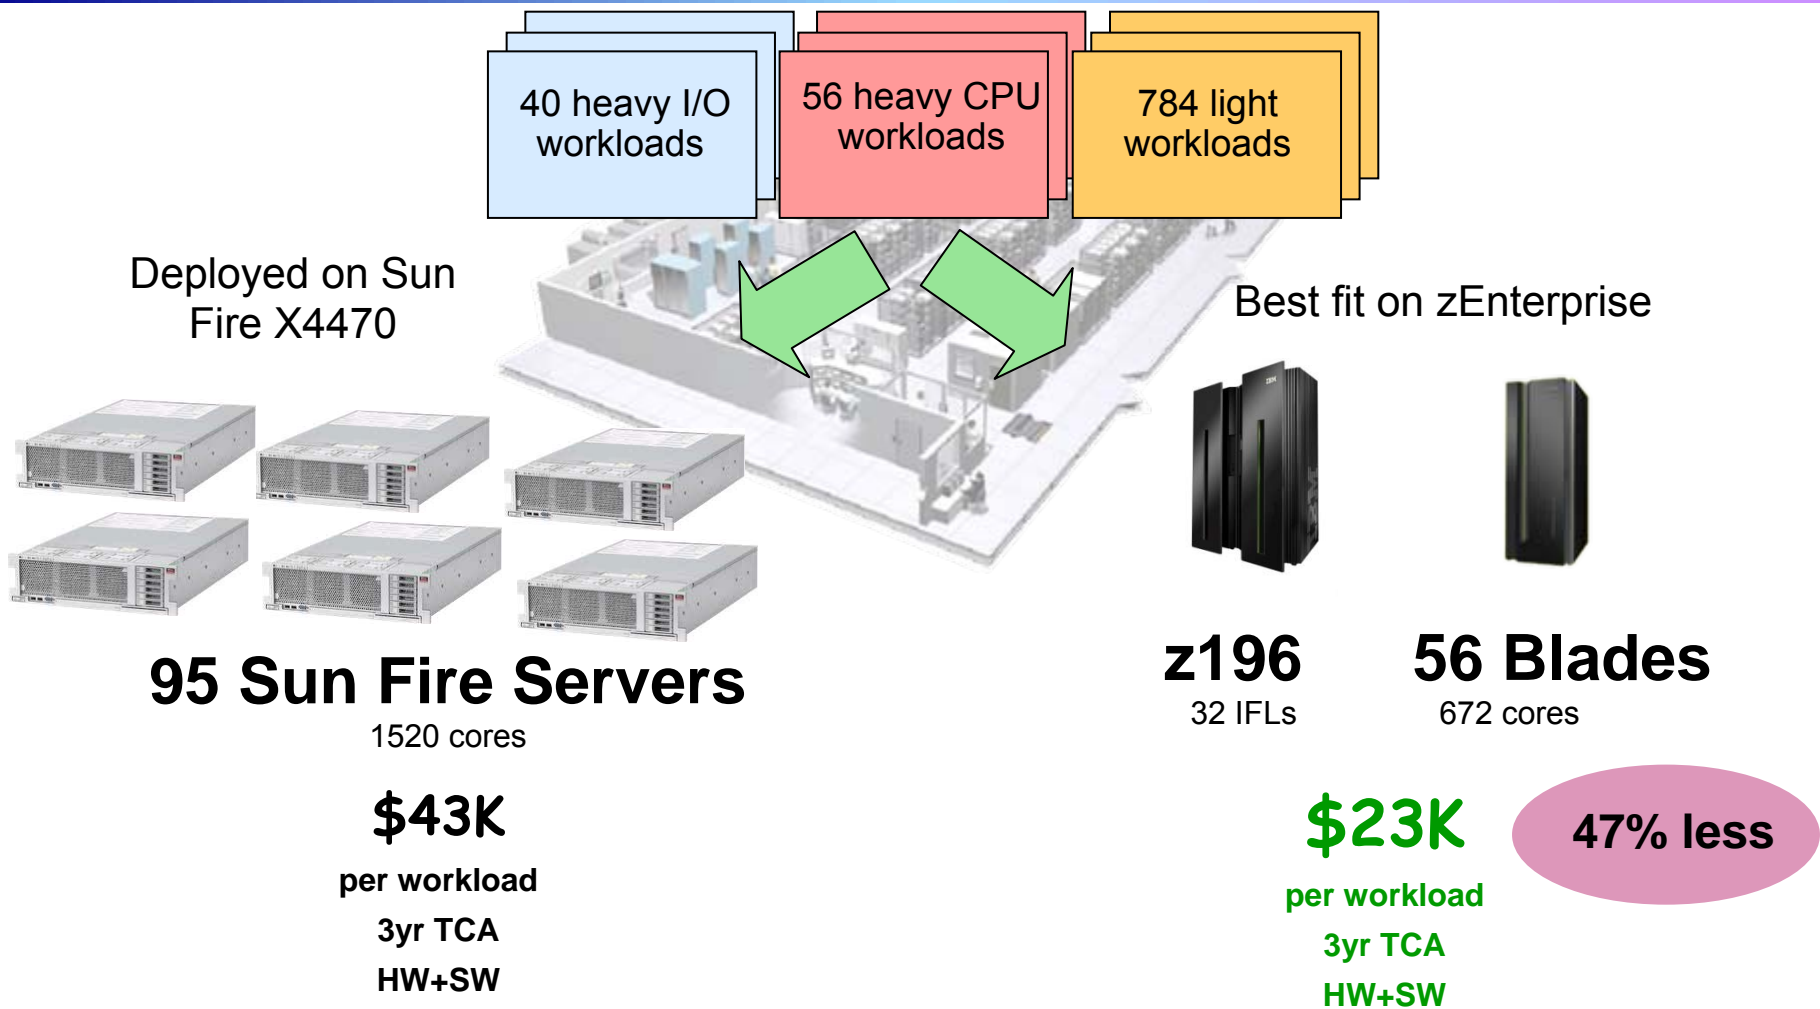 40 heavy I/O
workloads
56 heavy CPU
workloads
784 light
workloads
Deployed on Sun
Fire X4470
Best fit on zEnterprise
IBM
95 Sun Fire Servers
1520 cores
z196
32 IFLs
56 Blades
672 cores
$43K
per workload
3yr TCA
HW+SW
$23K
per workload
3yr TCA
HW+SW
47% less